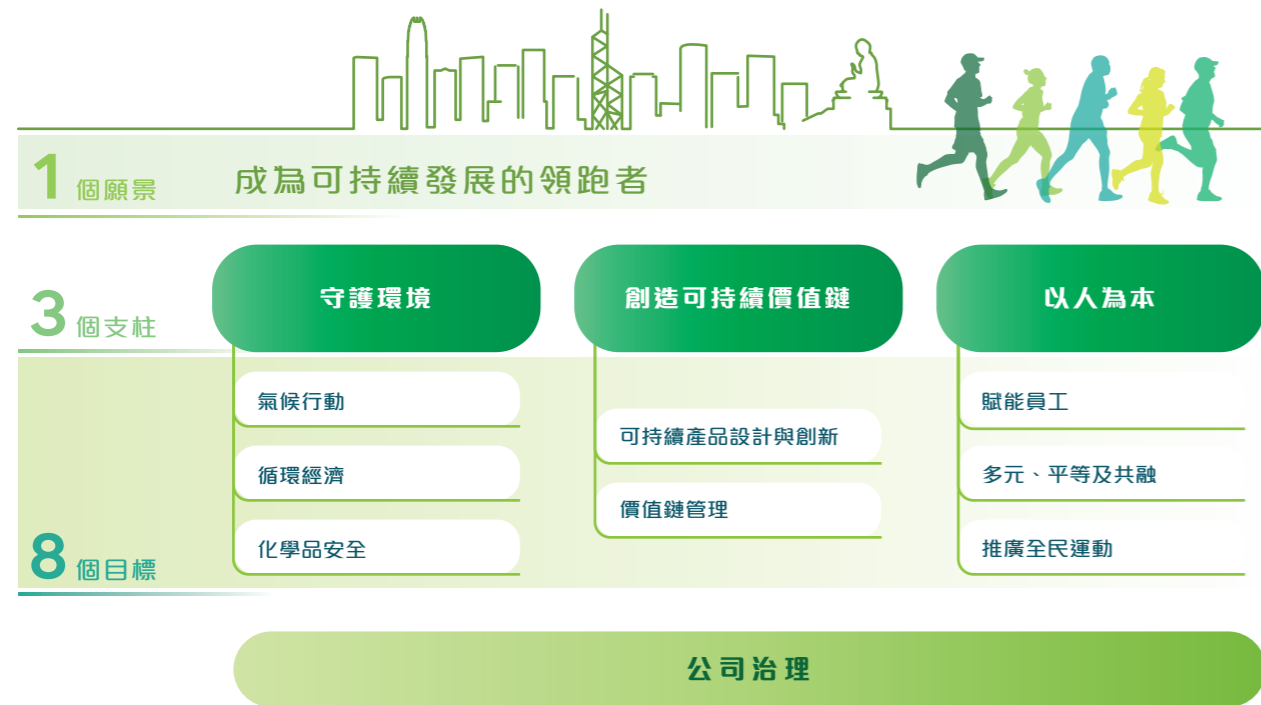 1個願景
成為可持續發展的領跑者
3個支柱
守護環境
創造可持續價值鏈
以人為本
8個目標
氣候行動
循環經濟
化學品安全
可持續產品設計與創新
價值鏈管理
賦能員工
多元、平等及共融
推廣全民運動
公司治理